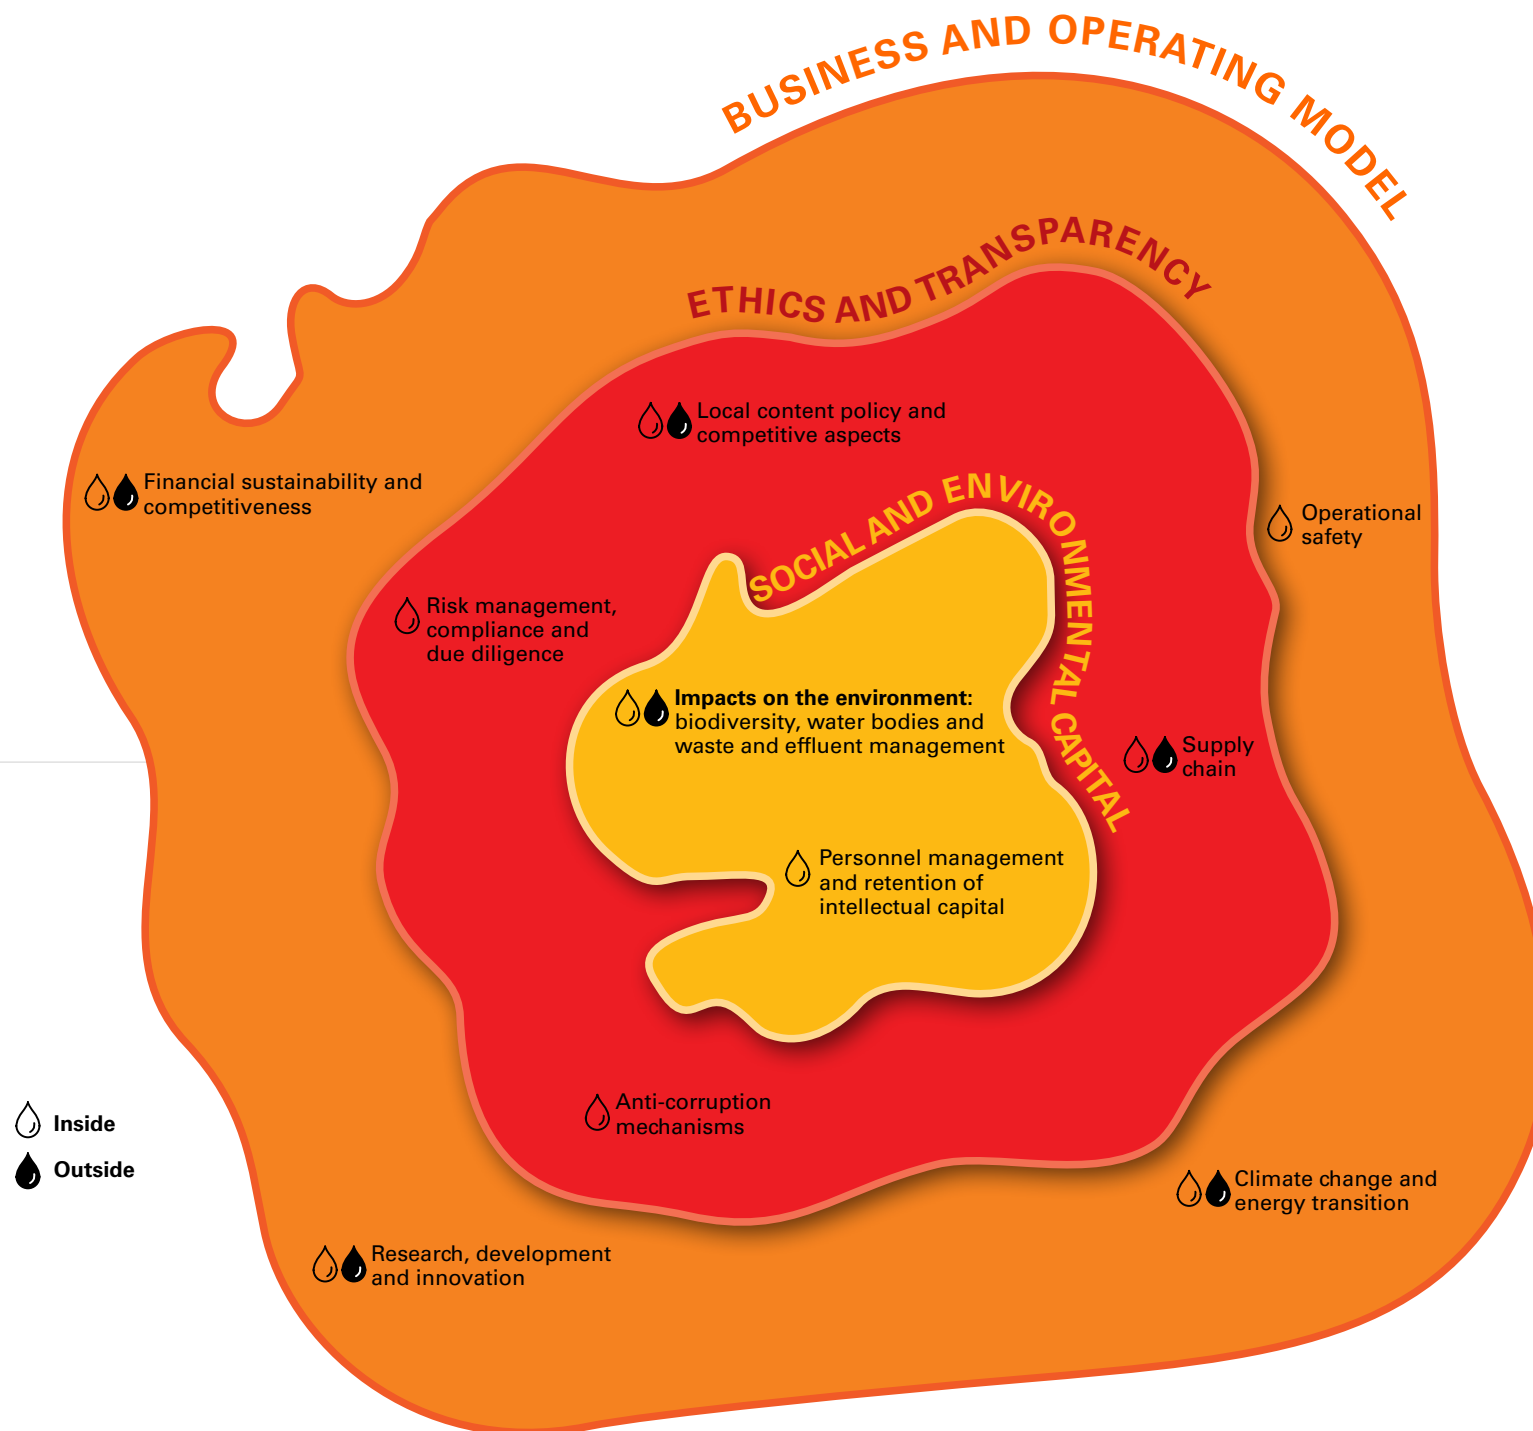 BUSINESS AND OPERATING MODEL
ETHICS AND TRANSPARENCY
Local content policy and
competitive aspects
Financial sustainability and
competitiveness
SOCIAL AND ENVIRONMENTAL CAPITAL
Operational
safety
Risk management,
compliance and
due diligence
Impacts on the environment:
biodiversity, water bodies and
waste and effluent management
Supply
chain
Personnel management
and retention of
intellectual capital
Anti-corruption
mechanisms
Inside
Outside
Climate change and
energy transition
Research, development
and innovation